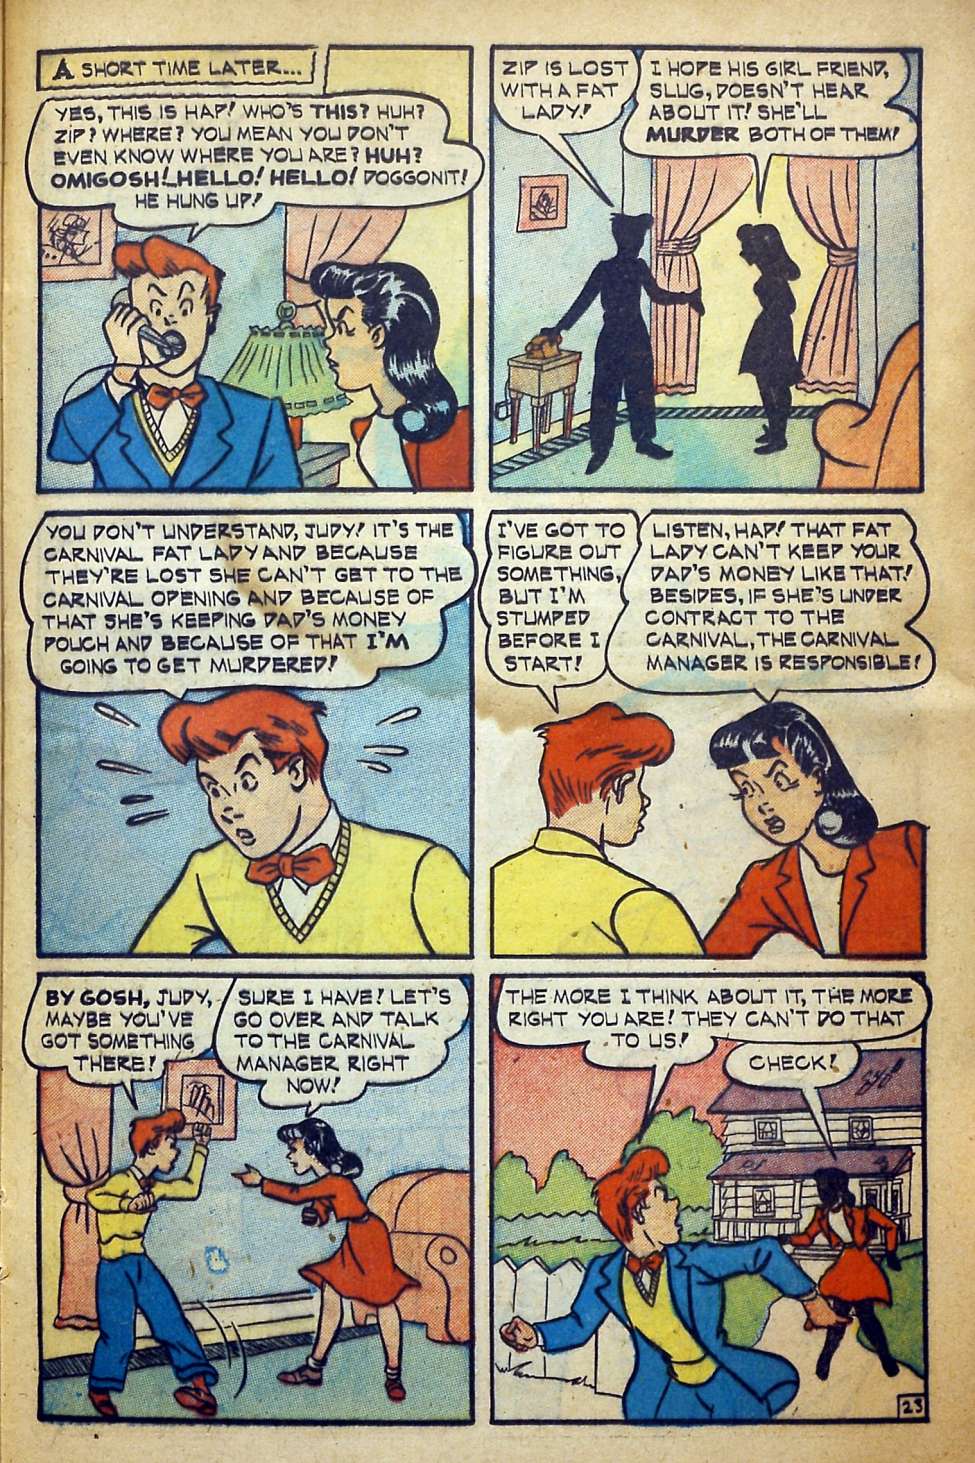 A SHORT TIME LATER...
YES, THIS IS HAP! WHO'S THIS? HUH?
ZIP? WHERE? YOU MEAN YOU DON'T
EVEN KNOW WHERE YOU ARE? HUH?
OMIGOSH!_HELLO! HELLO! DOGGONIT!
HE HUNG UP!
ZIP IS LOST
WITH A FAT
LADY!
I HOPE HIS GIRL FRIEND,
SLUG, DOESN'T HEAR
ABOUT IT! SHE'LL
MURDER BOTH OF THEM!
YOU DON'T UNDERSTAND, JUDY! IT'S THE
CARNIVAL FAT LADY AND BECAUSE
THEY'RE LOST SHE CAN'T GET TO THE
CARNIVAL OPENING AND BECAUSE OF
THAT SHE'S KEEPING DAD'S MONEY
POUCH AND BECAUSE OF THAT I'M
GOING TO GET MURDERED!
I'VE GOT TO
FIGURE OUT
SOMETHING,
BUT I'M
STUMPED
BEFORE I
START!
LISTEN, HAP! THAT FAT
LADY CAN'T KEEP YOUR
DAD'S MONEY LIKE THAT!
BESIDES, IF SHE'S UNDER
CONTRACT TO THE
CARNIVAL, THE CARNIVAL
MANAGER IS RESPONSIBLE!
BY GOSH, JUDY,
MAYBE YOU'VE
GOT SOMETHING
THERE!
SURE I HAVE! LET'S
GO OVER AND TALK
TO THE CARNIVAL
MANAGER RIGHT
NOW!
THE MORE I THINK ABOUT IT, THE MORE
RIGHT YOU ARE! THEY CAN'T DO THAT
TO US!
CHECK!
23